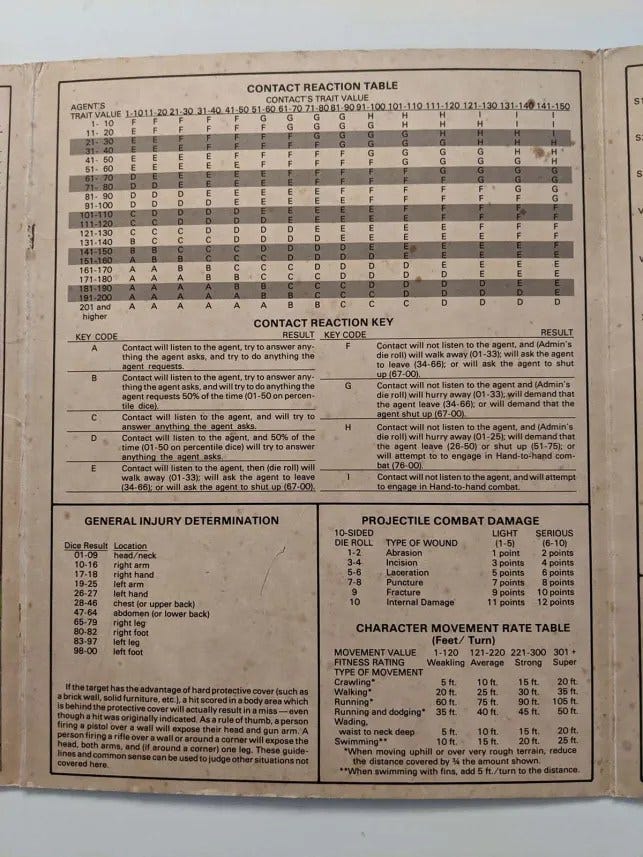 CONTACT REACTION TABLE
CONTACT'S TRAIT VALUE
AGENT'S
TRAIT VALUE 1-10 11-20 21-30 31-40 41-50 51-60 61-70 71-80 81-90 91-100 101-110 111-120 121-130 131-140 141-150
1- 10 F F F F F G G G G H H H I I I
11- 20 E F F F F F G G G G H H H I I
21- 30 E E F F F F F G G G G H H H I
31- 40 E E E F F F F F G G G G H H H
41- 50 E E E E F F F F F G G G G H H
51- 60 E E E E E F F F F F G G G G H
61- 70 D E E E E E F F F F F G G G G
71- 80 D D E E E E E F F F F F G G G
81- 90 D D D E E E E E F F F F F G G
91-100 D D D D E E E E E F F F F F G
101-110 C D D D D E E E E E F F F F F
111-120 C C D D D D E E E E E F F F F
121-130 C C C D D D D E E E E E F F F
131-140 B C C C D D D D E E E E E F F
141-150 B B C C C D D D D E E E E E F
151-160 A B B C C C D D D D E E E E E
161-170 A A B B C C C D D D D E E E E
171-180 A A A B B C C C D D D D E E E
181-190 A A A A B B C C C D D D D E E
191-200 A A A A A B B C C C D D D D E
201 and A A A A A A B B C C C D D D D
higher
CONTACT REACTION KEY
KEY CODE RESULT
A Contact will listen to the agent, try to answer any-
thing the agent asks, and try to do anything the
agent requests.
B Contact will listen to the agent, try to answer any-
thing the agent asks, and will try to do anything the
agent requests 50% of the time (01-50 on percen-
tile dice).
C Contact will listen to the agent, and will try to
answer anything the agent asks.
D Contact will listen to the agent, and 50% of the
time (01-50 on percentile dice) will try to answer
anything the agent asks.
E Contact will listen to the agent, then (die roll) will
walk away (01-33); will ask the agent to leave
(34-66); or will ask the agent to shut up (67-00).
KEY CODE RESULT
F Contact will not listen to the agent, and (Admin's
die roll) will walk away (01-33); will ask the agent
to leave (34-66); or will ask the agent to shut
up (67-00).
G Contact will not listen to the agent and (Admin's
die roll) will hurry away (01-33); will demand that
the agent leave (34-66); or will demand that the
agent shut up (67-00).
H Contact will not listen to the agent, and (Admin's
die roll) will hurry away (01-25); will demand that
the agent leave (26-50) or shut up (51-75); or
will attempt to to engage in Hand-to-hand com-
bat (76-00).
I Contact will not listen to the agent, and will attempt
to engage in Hand-to-hand combat.
GENERAL INJURY DETERMINATION
Dice Result Location
01-09 head/neck
10-16 right arm
17-18 right hand
19-25 left arm
26-27 left hand
28-46 chest (or upper back)
47-64 abdomen (or lower back)
65-79 right leg
80-82 right foot
83-97 left leg
98-00 left foot
If the target has the advantage of hard protective cover (such as
a brick wall, solid furniture, etc.), a hit scored in a body area which
is behind the protective cover will actually result in a miss — even
though a hit was originally indicated. As a rule of thumb, a person
firing a pistol over a wall will expose their head and gun arm. A
person firing a rifle over a wall or around a corner will expose the
head, both arms, and (if around a corner) one leg. These guide-
lines and common sense can be used to judge other situations not
covered here.
PROJECTILE COMBAT DAMAGE
10-SIDED LIGHT SERIOUS
DIE ROLL TYPE OF WOUND (1-5) (6-10)
1-2 Abrasion 1 point 2 points
3-4 Incision 3 points 4 points
5-6 Laceration 5 points 6 points
7-8 Puncture 7 points 8 points
9 Fracture 9 points 10 points
10 Internal Damage 11 points 12 points
CHARACTER MOVEMENT RATE TABLE
(Feet/ Turn)
MOVEMENT VALUE 1-120 121-220 221-300 301 +
FITNESS RATING Weakling Average Strong Super
TYPE OF MOVEMENT
Crawling* 5 ft. 10 ft. 15 ft. 20 ft.
Walking* 20 ft. 25 ft. 30 ft. 35 ft.
Running* 60 ft. 75 ft. 90 ft. 105 ft.
Running and dodging* 35 ft. 40 ft. 45 ft. 50 ft.
Wading,
waist to neck deep 5 ft. 10 ft. 15 ft. 20 ft.
Swimming** 10 ft. 15 ft. 20 ft. 25 ft.
*When moving uphill or over very rough terrain, reduce
the distance covered by ¾ the amount shown.
**When swimming with fins, add 5 ft./turn to the distance.